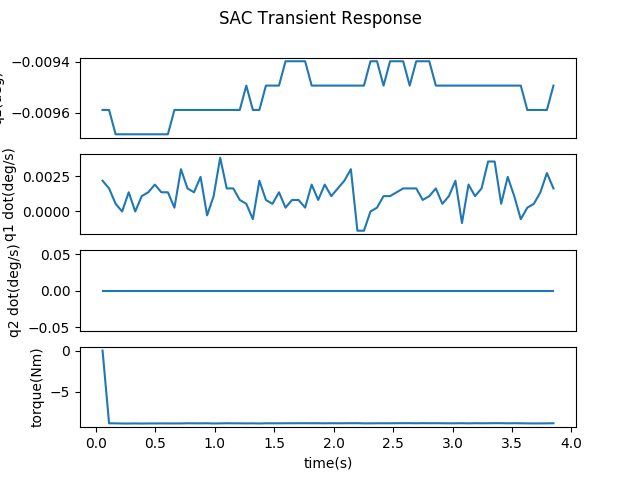 SAC Transient Response
−0.0094
−0.0096
0.0025
0.0000
q1 dot(deg/s)
0.05
0.00
−0.05
q2 dot(deg/s)
0
−5
torque(Nm)
0.0 0.5 1.0 1.5 2.0 2.5 3.0 3.5 4.0
time(s)